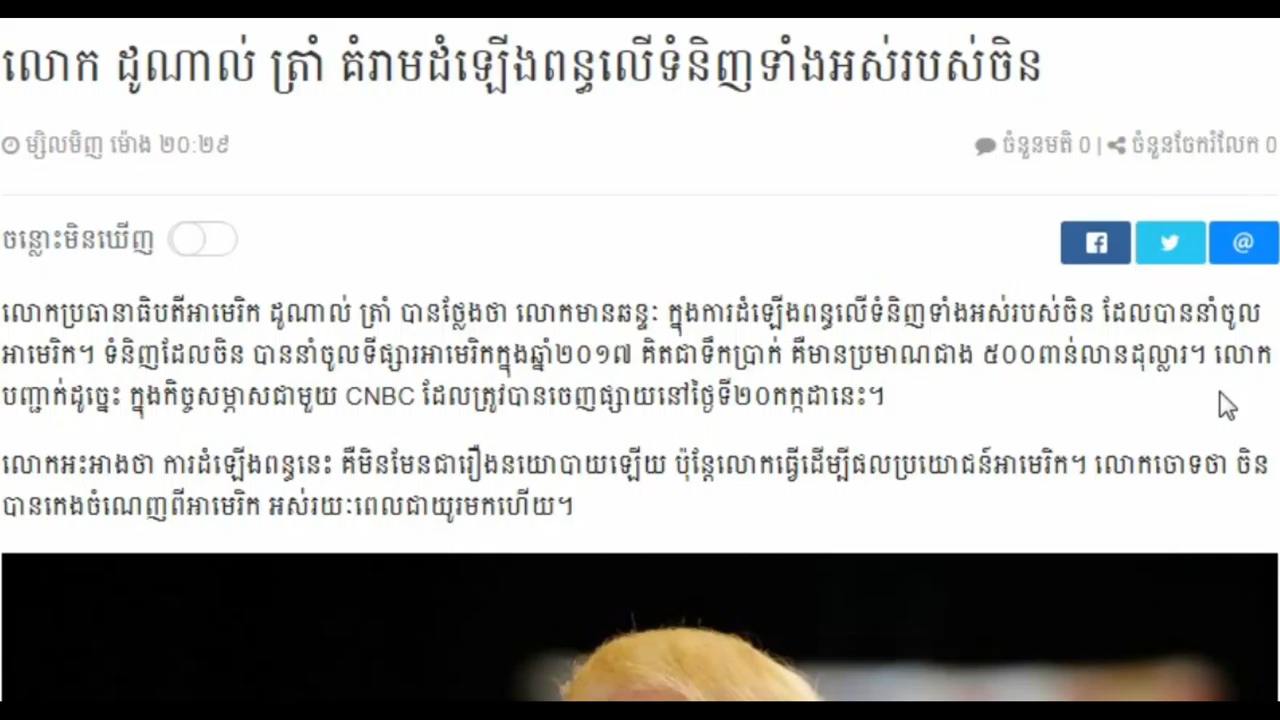 លោក ដូណាល់ ត្រាំ គំរាមដំឡើងពន្ធលើទំនិញទាំងអស់របស់ចិន
ម្សិលមិញ ម៉ោង ២០:២៩
ចំនួនមតិ 0 | ចំនួនចែករំលែក 0
ចន្លោះមិនឃើញ
លោកប្រធានាធិបតីអាមេរិក ដូណាល់ ត្រាំ បានថ្លែងថា លោកមានឆន្ទៈ ក្នុងការដំឡើងពន្ធលើទំនិញទាំងអស់របស់ចិន ដែលបាននាំចូល
អាមេរិក។ ទំនិញដែលចិន បាននាំចូលទីផ្សារអាមេរិកក្នុងឆ្នាំ២០១៧ គិតជាទឹកប្រាក់ គឺមានប្រមាណជាង ៥០០ពាន់លានដុល្លារ។ លោក
បញ្ជាក់ដូច្នេះ ក្នុងកិច្ចសម្ភាសជាមួយ CNBC ដែលត្រូវបានចេញផ្សាយនៅថ្ងៃទី២០កក្កដានេះ។
លោកអះអាងថា ការដំឡើងពន្ធនេះ គឺមិនមែនជារឿងនយោបាយឡើយ ប៉ុន្តែលោកធ្វើដើម្បីផលប្រយោជន៍អាមេរិក។ លោកចោទថា ចិន
បានកេងចំណេញពីអាមេរិក អស់រយៈពេលជាយូរមកហើយ។